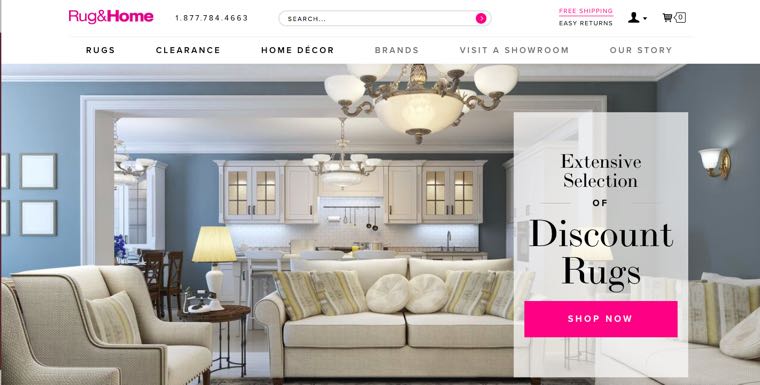 Rug&Home
1.877.784.4663
SEARCH...
FREE SHIPPING
EASY RETURNS
0
RUGS
CLEARANCE
HOME DÉCOR
BRANDS
VISIT A SHOWROOM
OUR STORY
Extensive
Selection
OF
Discount
Rugs
SHOP NOW